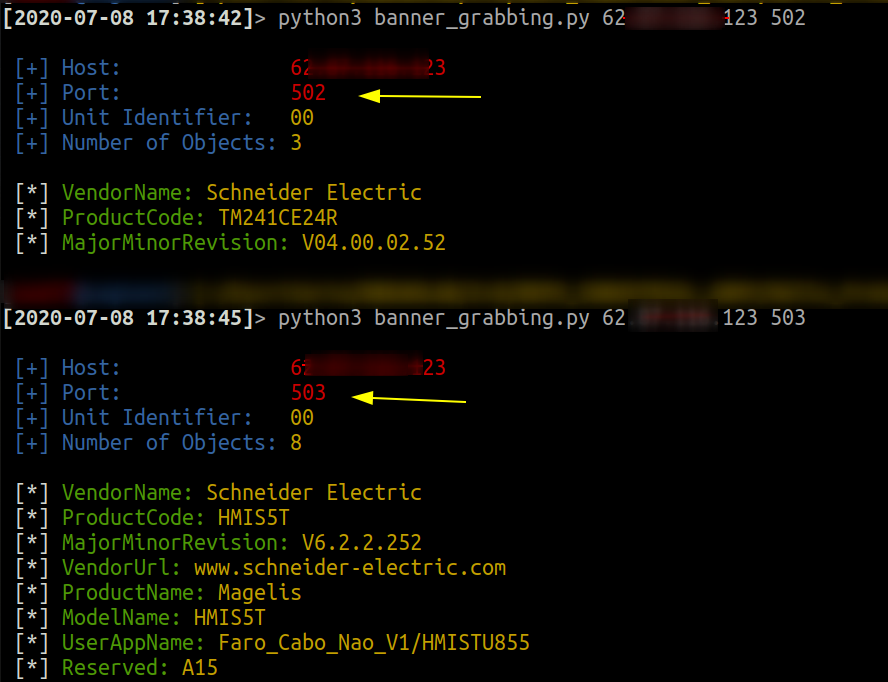 [2020-07-08 17:38:42]> python3 banner_grabbing.py 62 123 502
[+] Host: 62 23
[+] Port: 502
[+] Unit Identifier: 00
[+] Number of Objects: 3
[*] VendorName: Schneider Electric
[*] ProductCode: TM241CE24R
[*] MajorMinorRevision: V04.00.02.52
[2020-07-08 17:38:45]> python3 banner_grabbing.py 62. .123 503
[+] Host: 6 23
[+] Port: 503
[+] Unit Identifier: 00
[+] Number of Objects: 8
[*] VendorName: Schneider Electric
[*] ProductCode: HMIS5T
[*] MajorMinorRevision: V6.2.2.252
[*] VendorUrl: www.schneider-electric.com
[*] ProductName: Magelis
[*] ModelName: HMIS5T
[*] UserAppName: Faro_Cabo_Nao_V1/HMISTU855
[*] Reserved: A15